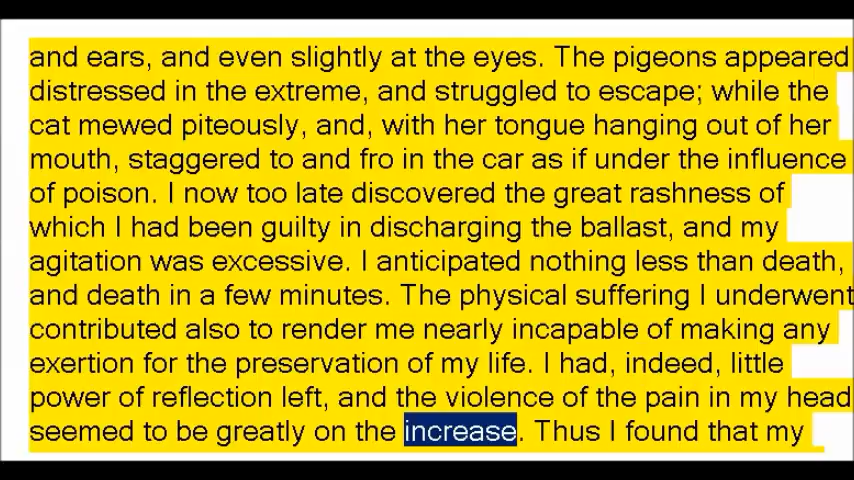 and ears, and even slightly at the eyes. The pigeons appeared
distressed in the extreme, and struggled to escape; while the
cat mewed piteously, and, with her tongue hanging out of her
mouth, staggered to and fro in the car as if under the influence
of poison. I now too late discovered the great rashness of
which I had been guilty in discharging the ballast, and my
agitation was excessive. I anticipated nothing less than death,
and death in a few minutes. The physical suffering I underwent
contributed also to render me nearly incapable of making any
exertion for the preservation of my life. I had, indeed, little
power of reflection left, and the violence of the pain in my head
seemed to be greatly on the increase. Thus I found that my